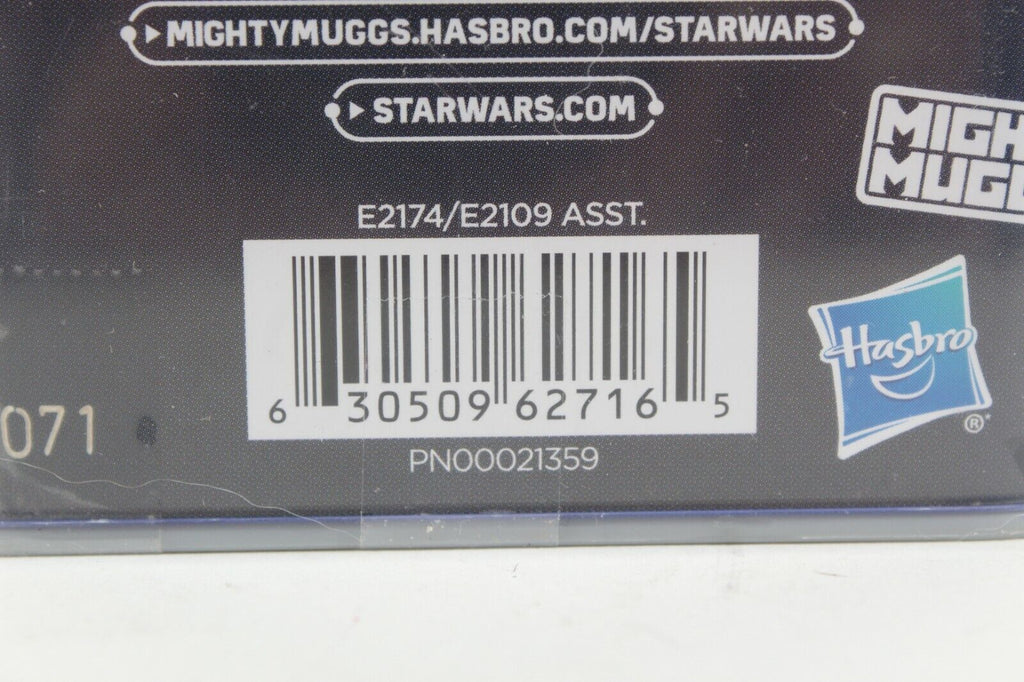 MIGHTYMUGGS.HASBRO.COM/STARWARS
STARWARS.COM
MIGH
MUGG
E2174/E2109 ASST.
Hasbro
®*
6 30509 62716 5
071
PN00021359